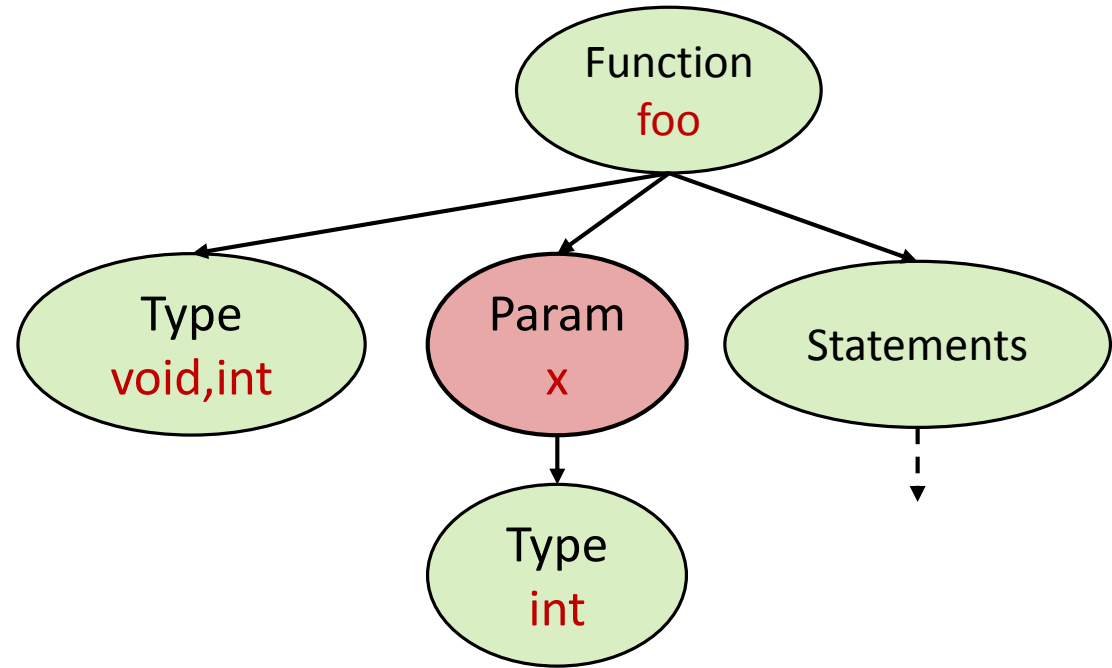 Function
foo
Type
void,int
Param
x
Statements
Type
int